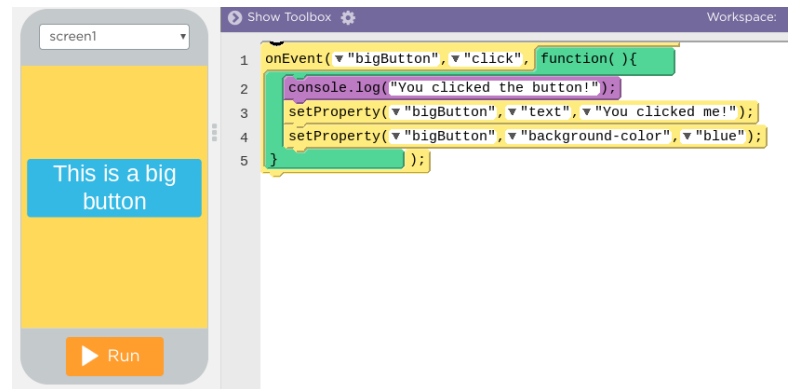 screen1
This is a big
button
Run
Show Toolbox
Workspace:
1 onEvent( ▼ "bigButton", ▼ "click", function( ){
2 console.log("You clicked the button!");
3 setProperty( ▼ "bigButton", ▼ "text", ▼ "You clicked me!");
4 setProperty( ▼ "bigButton", ▼ "background-color", ▼ "blue");
5 } );